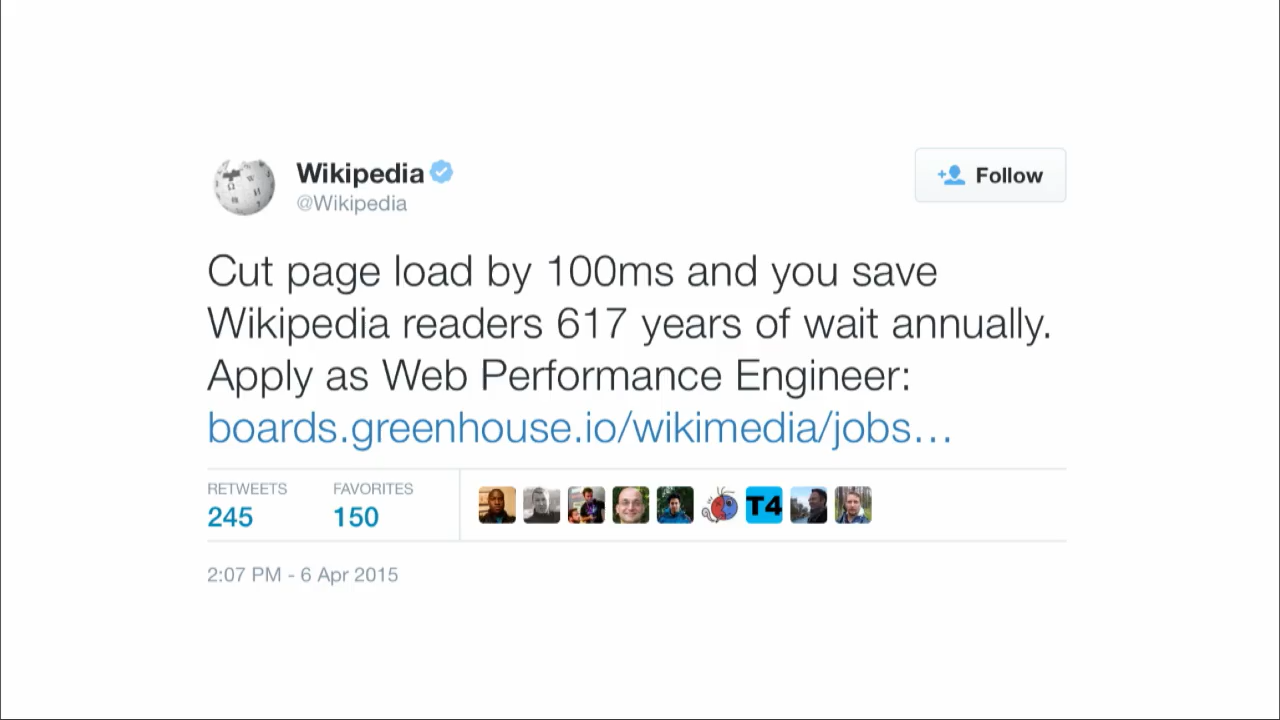 Wikipedia
@Wikipedia
Follow
Cut page load by 100ms and you save
Wikipedia readers 617 years of wait annually.
Apply as Web Performance Engineer:
boards.greenhouse.io/wikimedia/jobs…
RETWEETS FAVORITES
245 150
T4
2:07 PM - 6 Apr 2015